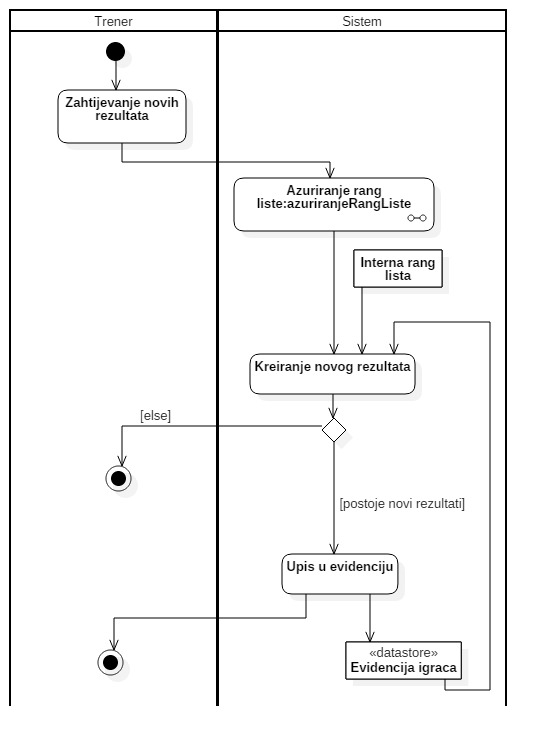 Trener
Sistem
Zahtijevanje novih
rezultata
Azuriranje rang
liste:azuriranjeRangListe
Interna rang
lista
Kreiranje novog rezultata
[else]
[postoje novi rezultati]
Upis u evidenciju
«datastore»
Evidencija igraca